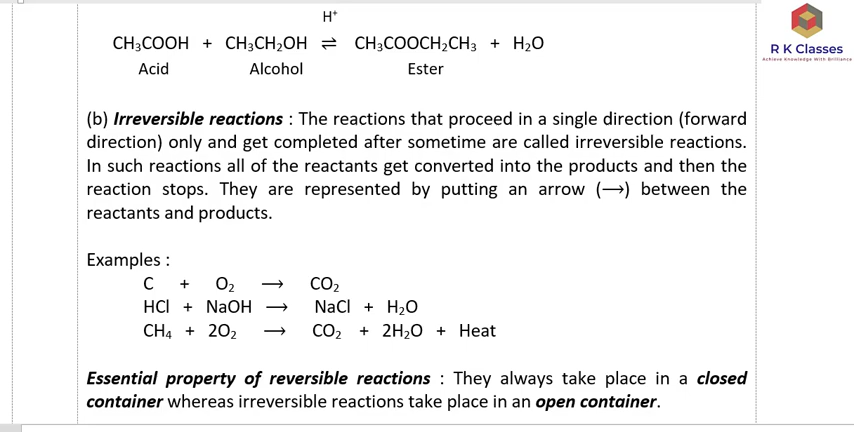 H⁺
CH₃COOH + CH₃CH₂OH ⇌ CH₃COOCH₂CH₃ + H₂O
Acid Alcohol Ester
R K Classes
Achieve Knowledge With Brilliance
(b) Irreversible reactions : The reactions that proceed in a single direction (forward
direction) only and get completed after sometime are called irreversible reactions.
In such reactions all of the reactants get converted into the products and then the
reaction stops. They are represented by putting an arrow (⟶) between the
reactants and products.
Examples :
C + O₂ ⟶ CO₂
HCl + NaOH ⟶ NaCl + H₂O
CH₄ + 2O₂ ⟶ CO₂ + 2H₂O + Heat
Essential property of reversible reactions : They always take place in a closed
container whereas irreversible reactions take place in an open container.